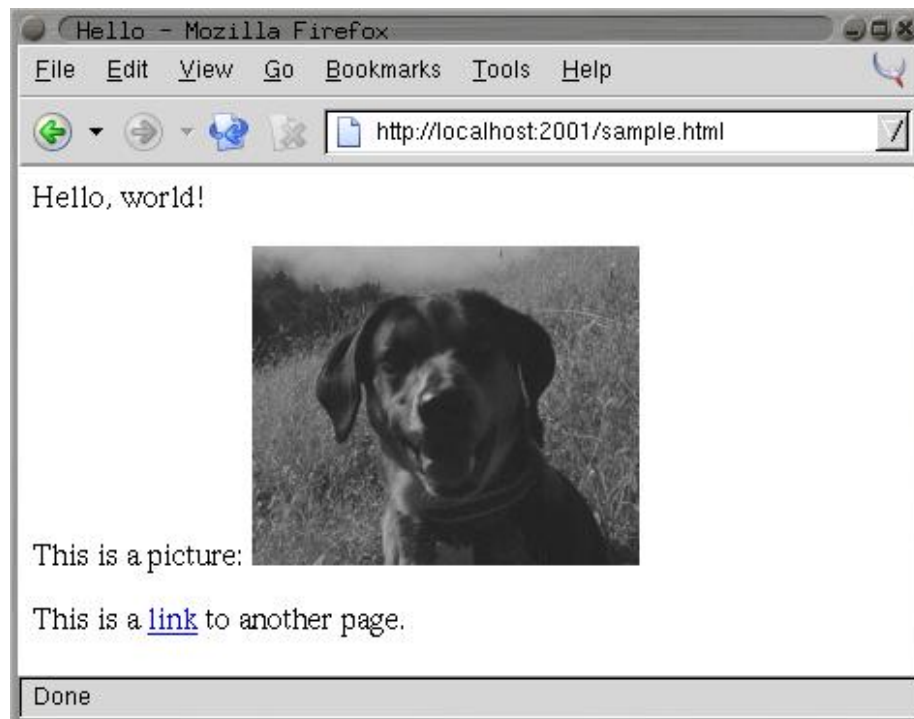 Hello - Mozilla Firefox
File Edit View Go Bookmarks Tools Help
http://localhost:2001/sample.html
Hello, world!
This is a picture:
This is a link to another page.
Done